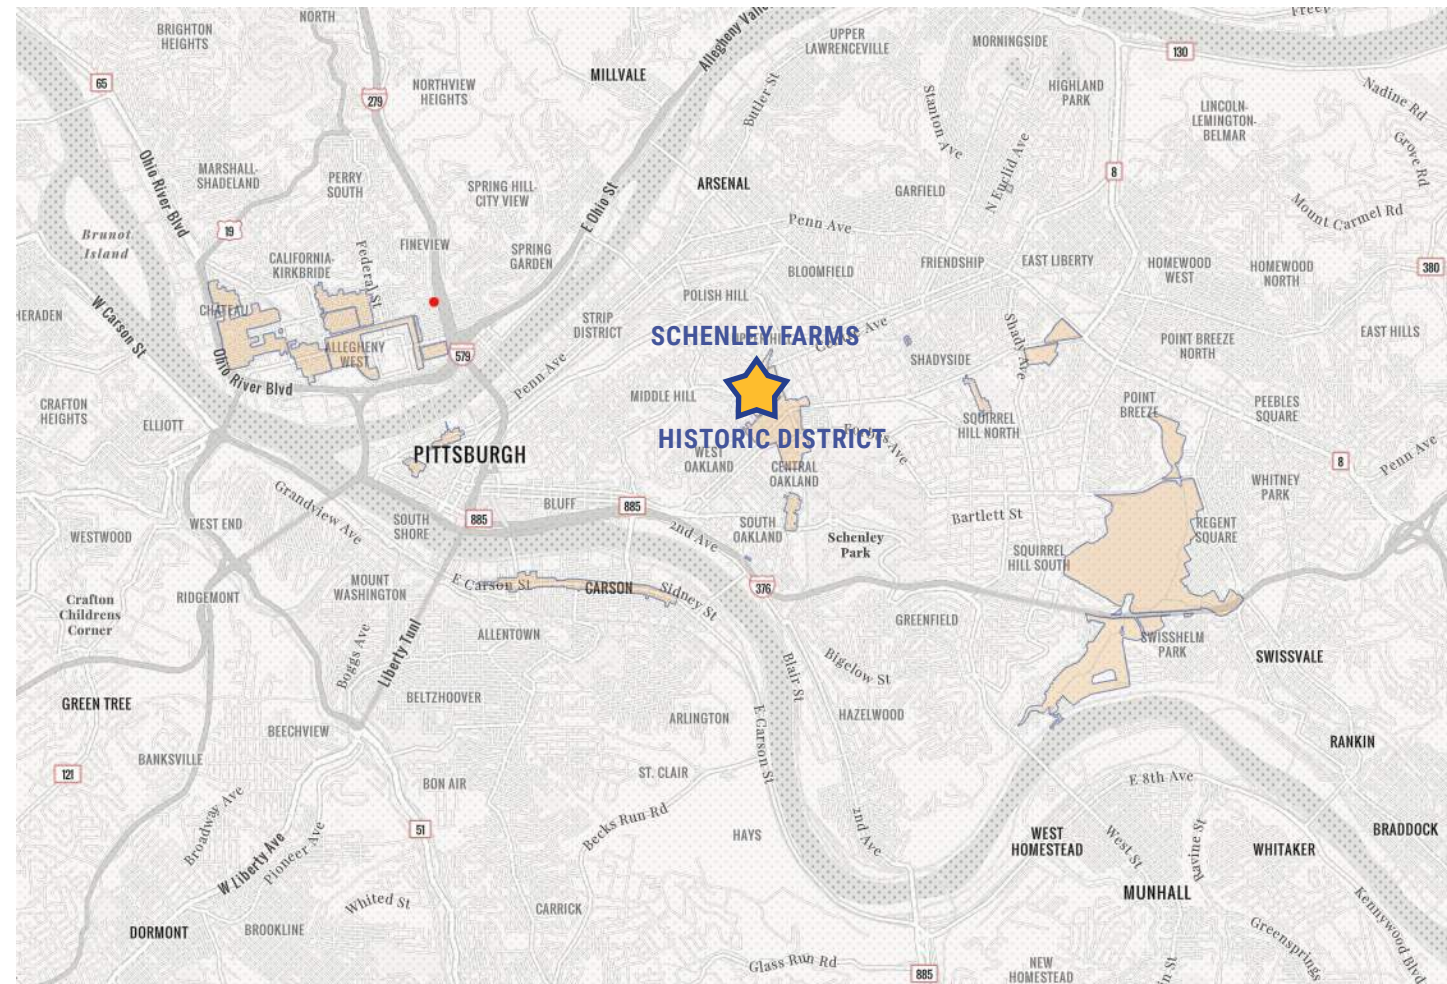 NORTH
BRIGHTON
HEIGHTS
65
279
NORTHVIEW
HEIGHTS
MILLVALE
Allegheny Valle
UPPER
LAWRENCEVILLE
MORNINGSIDE
130
Freep
Butler St
Stanton Ave
HIGHLAND
PARK
LINCOLN-
LEMINGTON-
BELMAR
Nadine Rd
Grove Rd
Ohio River Blvd
MARSHALL-
SHADELAND
PERRY
SOUTH
SPRING HILL-
CITY VIEW
E Ohio St
ARSENAL
GARFIELD
N Euclid Ave
8
Mount Carmel Rd
Brunot
Island
19
CALIFORNIA-
KIRKBRIDE
Federal St
FINEVIEW
SPRING
GARDEN
Penn Ave
BLOOMFIELD
FRIENDSHIP
EAST LIBERTY
HOMEWOOD
WEST
HOMEWOOD
NORTH
380
HERADEN
W Carson St
CHATEAU
ALLEGHENY
WEST
Ohio River Blvd
579
POLISH HILL
STRIP
DISTRICT
Penn Ave
SCHENLEY FARMS
HISTORIC DISTRICT
SHADYSIDE
Shady Ave
POINT BREEZE
NORTH
EAST HILLS
CRAFTON
HEIGHTS
ELLIOTT
MIDDLE HILL
SQUIRREL
HILL NORTH
POINT
BREEZE
PEEBLES
SQUARE
PITTSBURGH
WEST
OAKLAND
Forbes Ave
CENTRAL
OAKLAND
8
Penn Ave
WHITNEY
PARK
Grandview Ave
WESTWOOD
WEST END
SOUTH
SHORE
885
BLUFF
885
2nd Ave
SOUTH
OAKLAND
Schenley
Park
Bartlett St
SQUIRREL
HILL SOUTH
REGENT
SQUARE
Crafton
Childrens
Corner
RIDGEMONT
MOUNT
WASHINGTON
E Carson St
CARSON
Sidney St
376
GREENFIELD
SWISSHELM
PARK
SWISSVALE
Boggs Ave
Liberty Tunl
ALLENTOWN
Blair St
Bigelow St
GREEN TREE
BELTZHOOVER
BEECHVIEW
ARLINGTON
E Carson St
HAZELWOOD
RANKIN
BANKSVILLE
121
BON AIR
ST. CLAIR
E 8th Ave
Broadway Ave
W Liberty Ave
Pioneer Ave
51
Becks Run Rd
HAYS
2nd Ave
WEST
HOMESTEAD
West St
Ravine St
WHITAKER
BRADDOCK
Whited St
CARRICK
MUNHALL
Kennywood Blvd
DORMONT
BROOKLINE
Glass Run Rd
885
NEW
HOMESTEAD
Greensprings